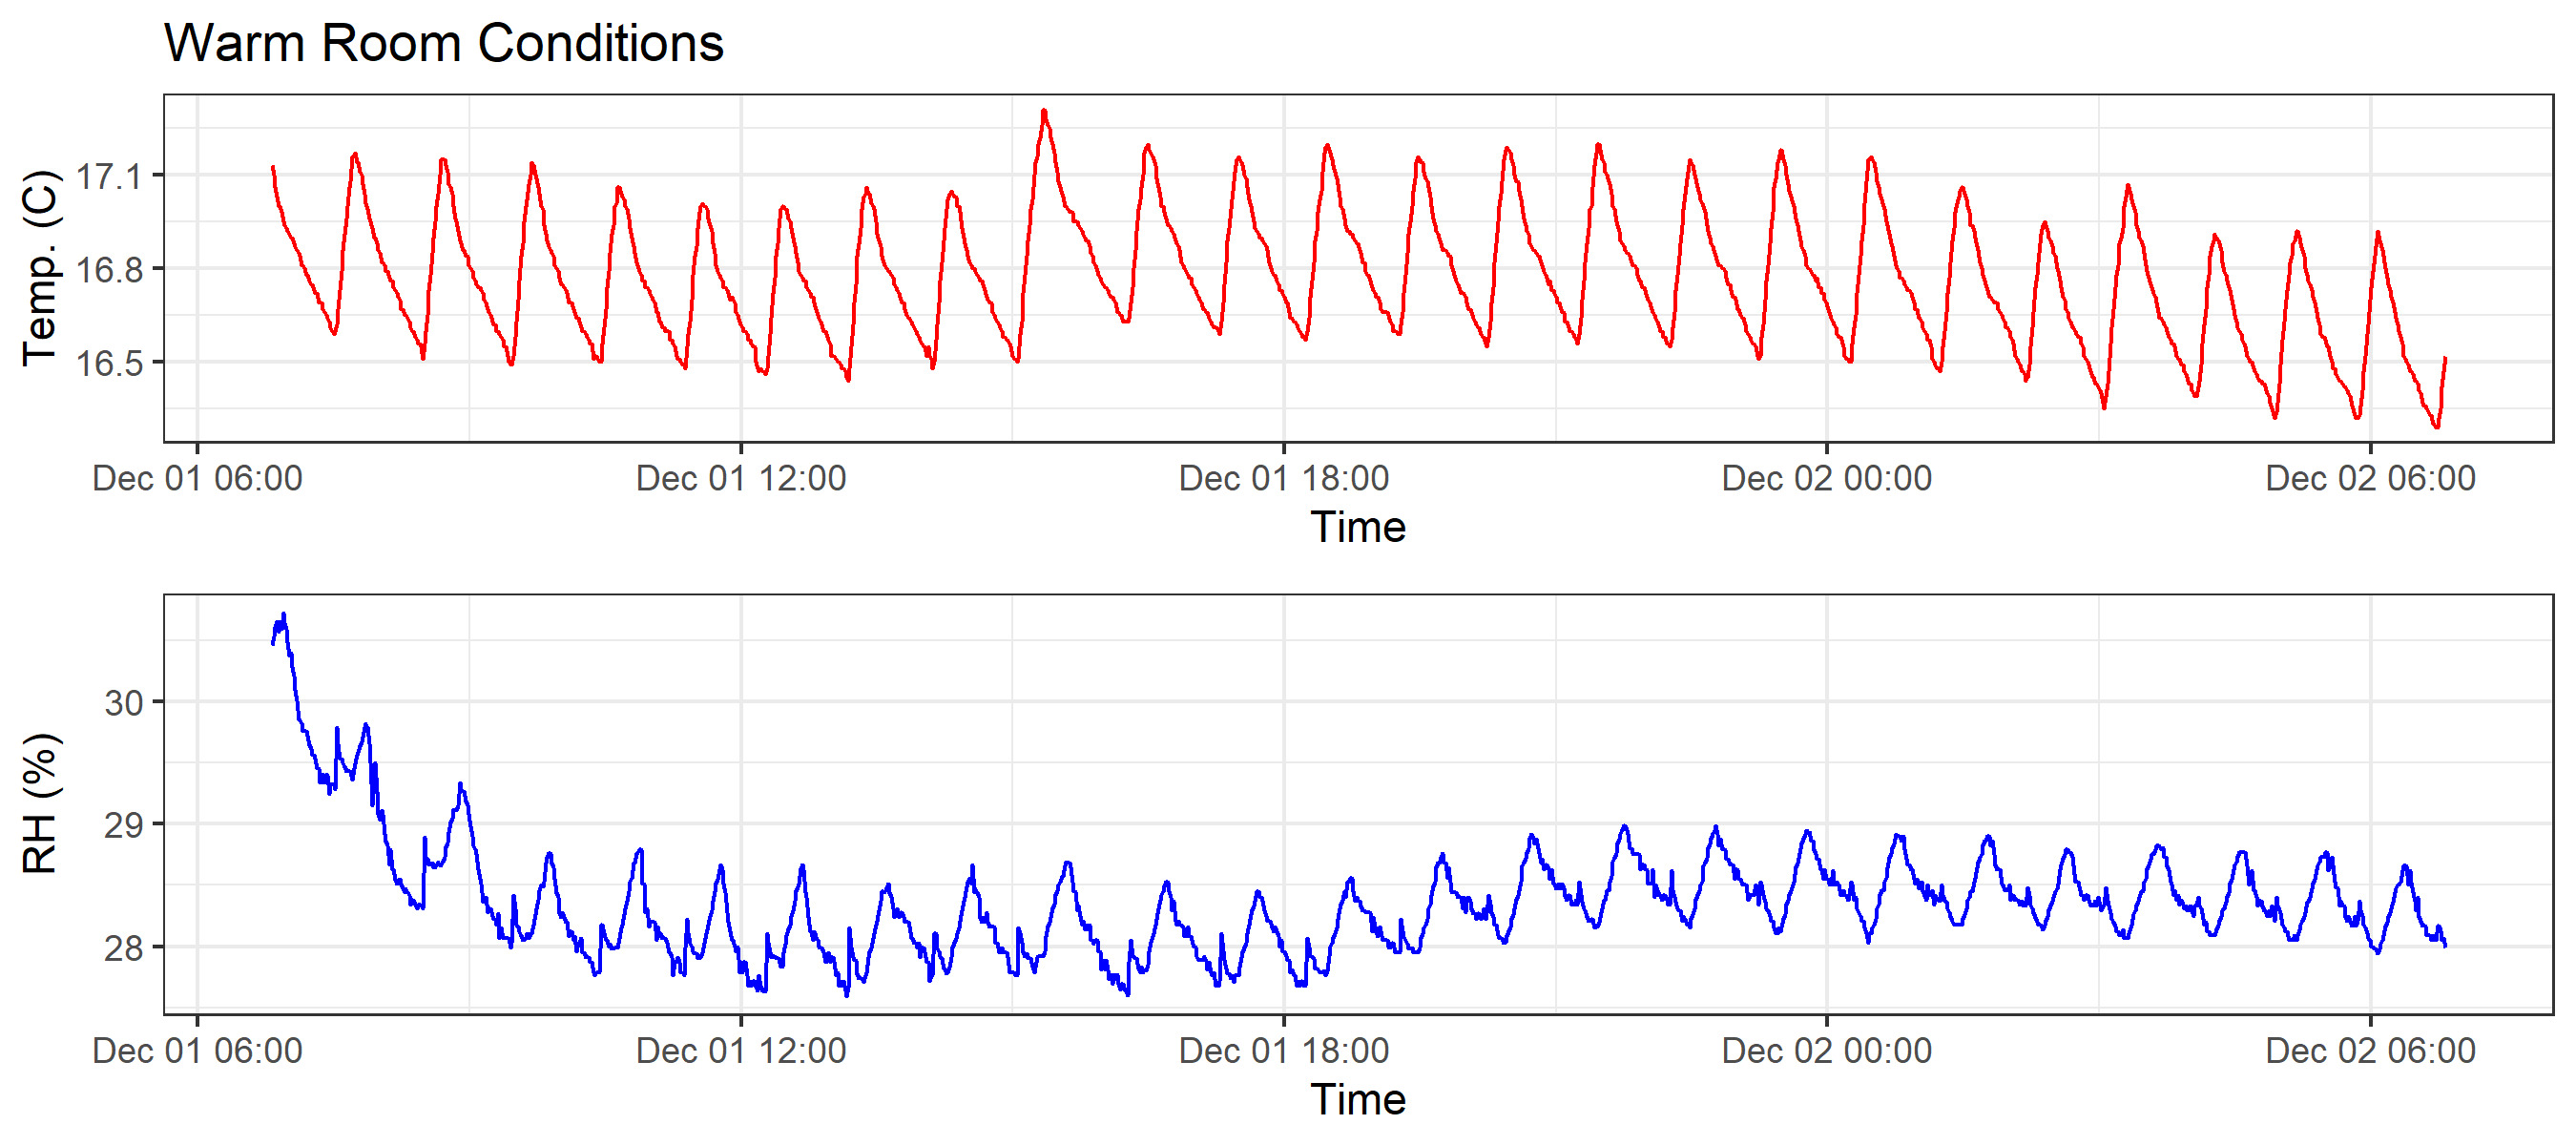 Warm Room Conditions
Temp. (C)
17.1
16.8
16.5
Dec 01 06:00 Dec 01 12:00 Dec 01 18:00 Dec 02 00:00 Dec 02 06:00
Time
RH (%)
30
29
28
Dec 01 06:00 Dec 01 12:00 Dec 01 18:00 Dec 02 00:00 Dec 02 06:00
Time